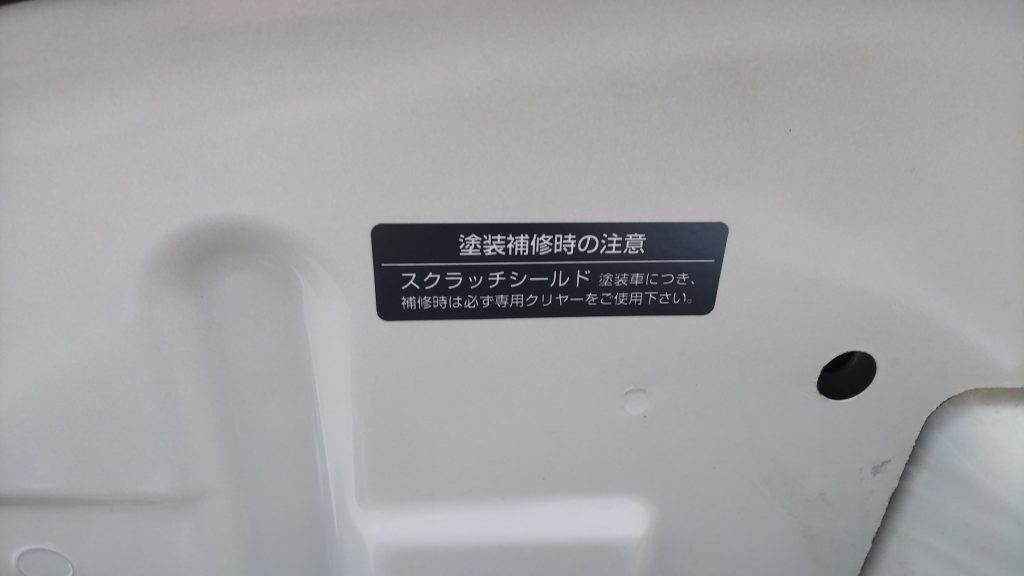 塗装補修時の注意
スクラッチシールド 塗装車につき、
補修時は必ず専用クリヤーをご使用下さい。